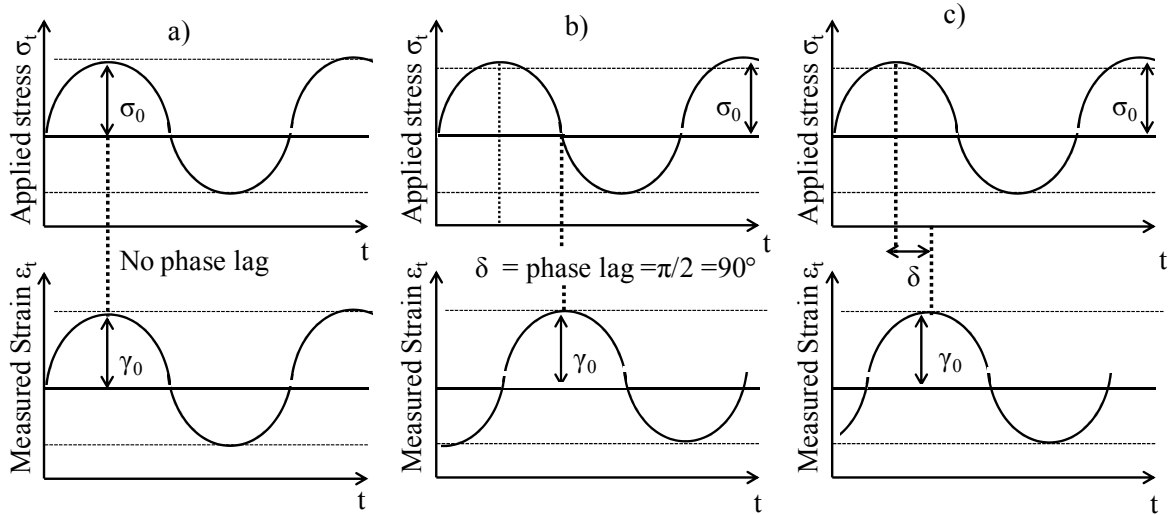 a)
Applied stress σt
σ0
t
No phase lag
Measured Strain εt
γ0
t
b)
Applied stress σt
σ0
t
δ = phase lag =π/2 =90°
Measured Strain εt
γ0
t
c)
Applied stress σt
σ0
t
δ
Measured Strain εt
γ0
t